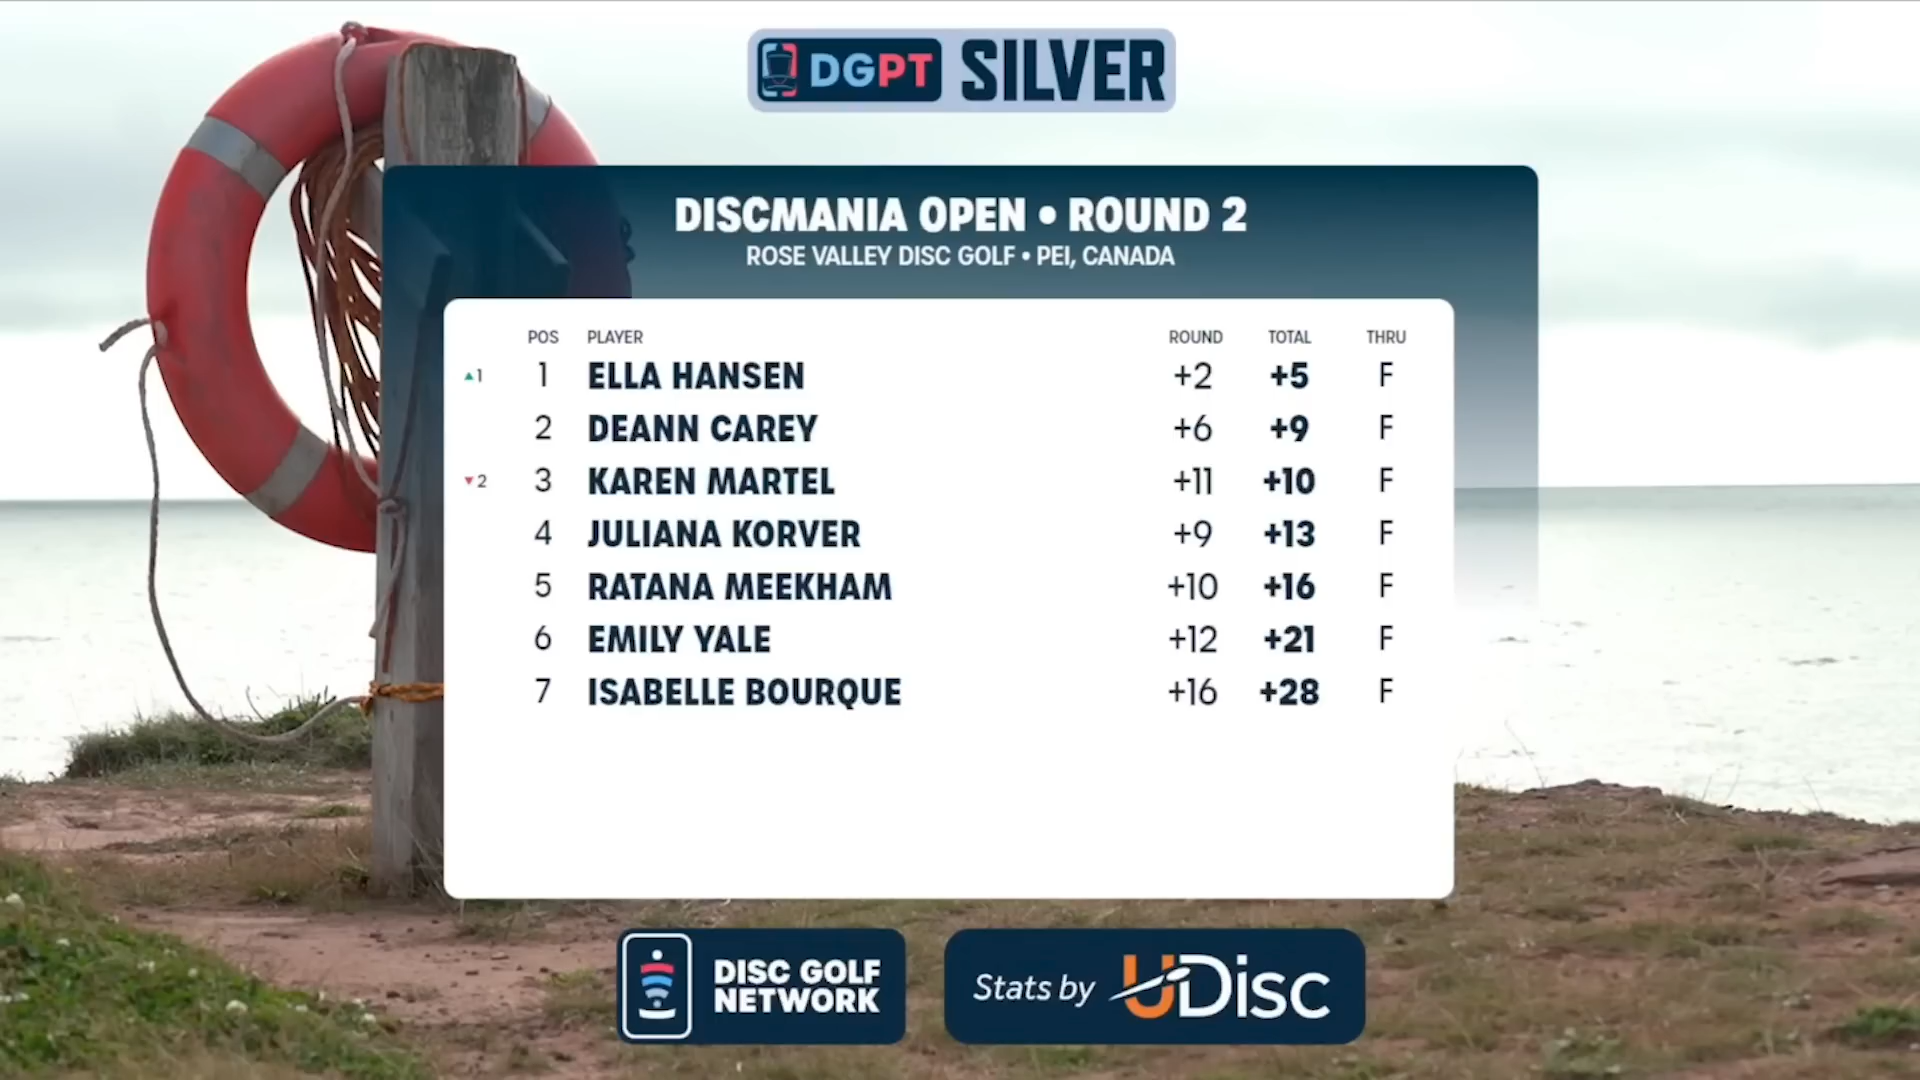 DGPT SILVER
DISCMANIA OPEN • ROUND 2
ROSE VALLEY DISC GOLF • PEI, CANADA
POS PLAYER ROUND TOTAL THRU
▲1 1 ELLA HANSEN +2 +5 F
2 DEANN CAREY +6 +9 F
▼2 3 KAREN MARTEL +11 +10 F
4 JULIANA KORVER +9 +13 F
5 RATANA MEEKHAM +10 +16 F
6 EMILY YALE +12 +21 F
7 ISABELLE BOURQUE +16 +28 F
DISC GOLF
NETWORK
Stats by UDisc